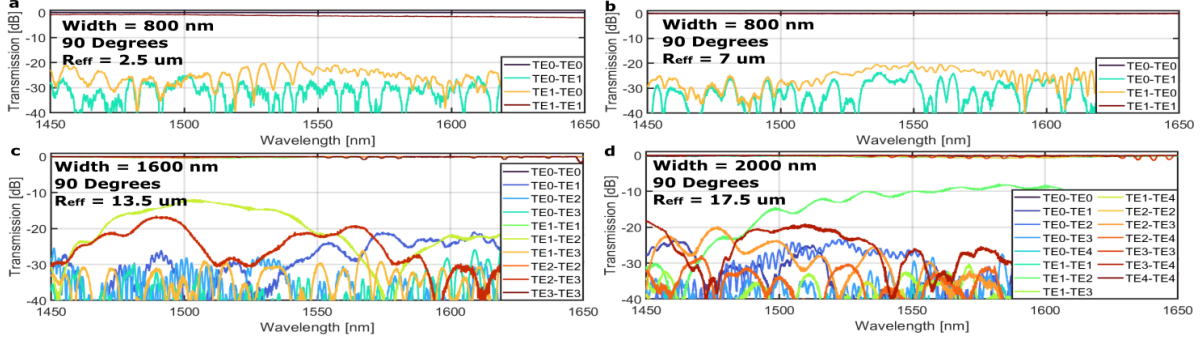 a
Width = 800 nm
90 Degrees
Reff = 2.5 um
Transmission [dB]
0
-10
-20
-30
-40
1450
1500
1550
1600
1650
Wavelength [nm]
TE0-TE0
TE0-TE1
TE1-TE0
TE1-TE1
b
Width = 800 nm
90 Degrees
Reff = 7 um
Transmission [dB]
0
-10
-20
-30
-40
1450
1500
1550
1600
1650
Wavelength [nm]
TE0-TE0
TE0-TE1
TE1-TE0
TE1-TE1
c
Width = 1600 nm
90 Degrees
Reff = 13.5 um
Transmission [dB]
0
-10
-20
-30
-40
1450
1500
1550
1600
1650
Wavelength [nm]
TE0-TE0
TE0-TE1
TE0-TE2
TE0-TE3
TE1-TE1
TE1-TE2
TE1-TE3
TE2-TE2
TE2-TE3
TE3-TE3
d
Width = 2000 nm
90 Degrees
Reff = 17.5 um
Transmission [dB]
0
-10
-20
-30
-40
1450
1500
1550
1600
1650
Wavelength [nm]
TE0-TE0
TE0-TE1
TE0-TE2
TE0-TE3
TE0-TE4
TE1-TE1
TE1-TE2
TE1-TE3
TE1-TE4
TE2-TE2
TE2-TE3
TE2-TE4
TE3-TE3
TE3-TE4
TE4-TE4